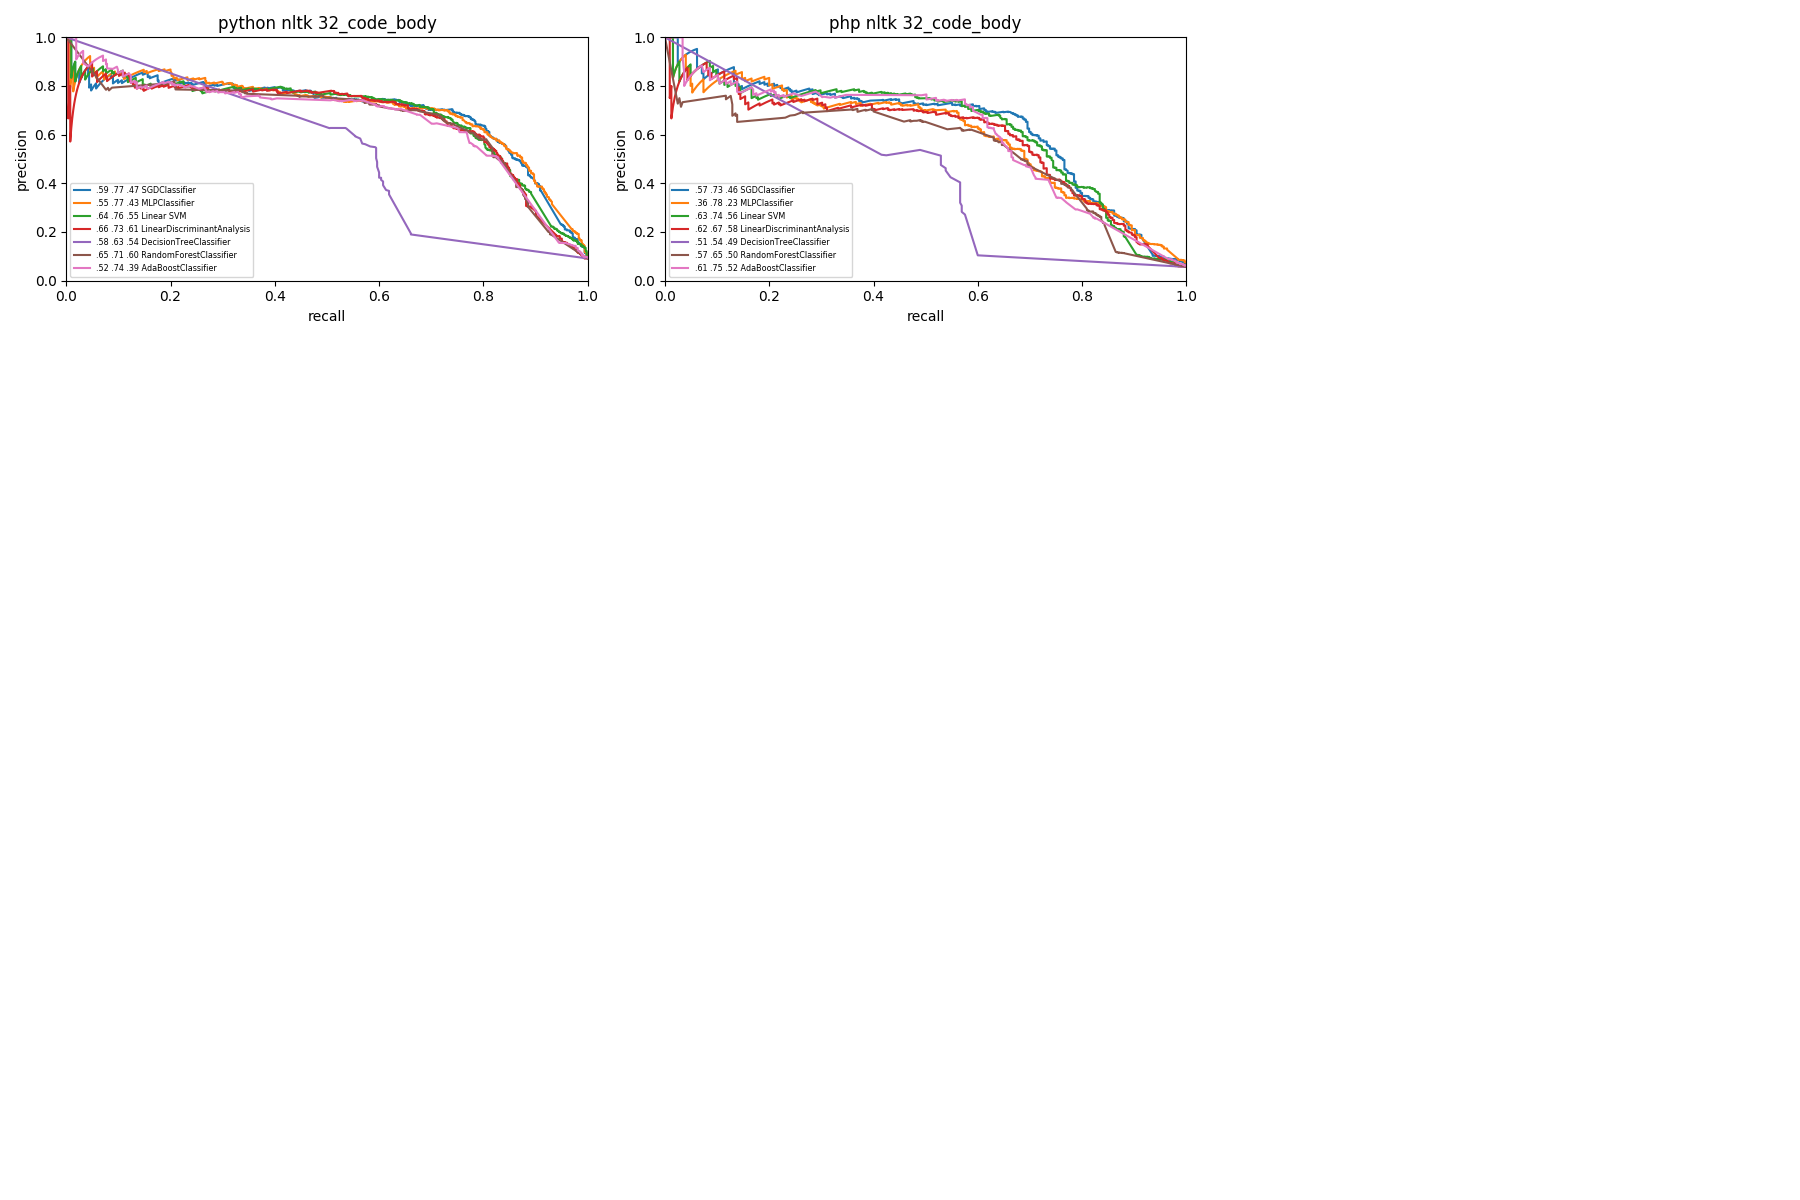 python nltk 32_code_body
precision
1.0
0.8
0.6
0.4
0.2
0.0
.59 .77 .47 SGDClassifier
.55 .77 .43 MLPClassifier
.64 .76 .55 Linear SVM
.66 .73 .61 LinearDiscriminantAnalysis
.58 .63 .54 DecisionTreeClassifier
.65 .71 .60 RandomForestClassifier
.52 .74 .39 AdaBoostClassifier
0.0 0.2 0.4 0.6 0.8 1.0
recall
php nltk 32_code_body
precision
1.0
0.8
0.6
0.4
0.2
0.0
.57 .73 .46 SGDClassifier
.36 .78 .23 MLPClassifier
.63 .74 .56 Linear SVM
.62 .67 .58 LinearDiscriminantAnalysis
.51 .54 .49 DecisionTreeClassifier
.57 .65 .50 RandomForestClassifier
.61 .75 .52 AdaBoostClassifier
0.0 0.2 0.4 0.6 0.8 1.0
recall